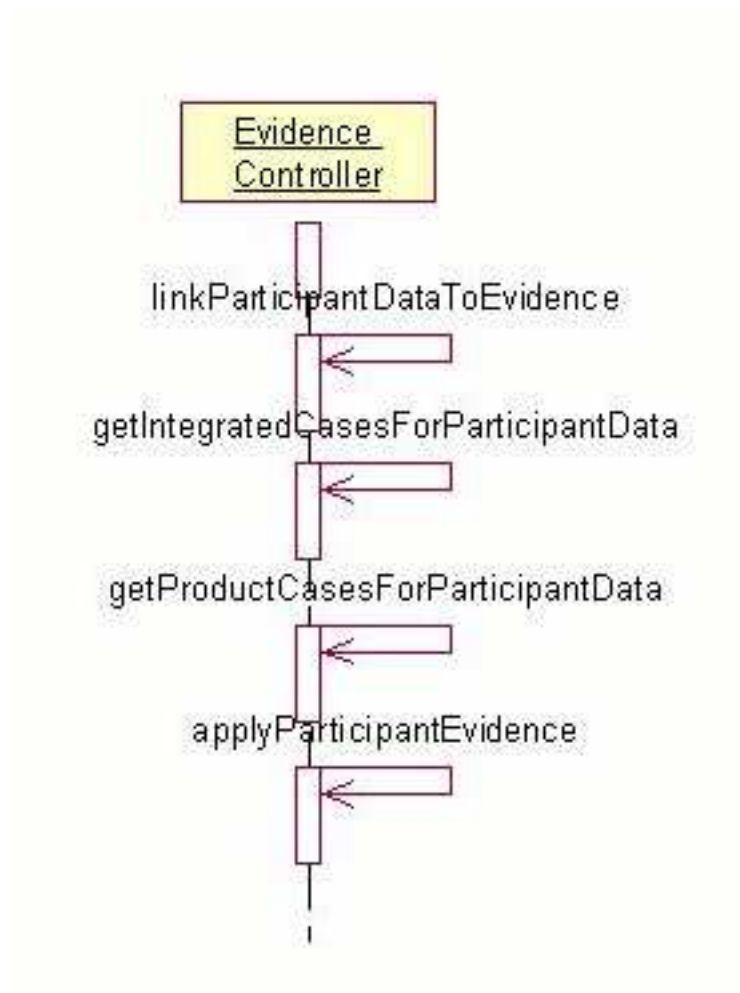 Evidence
Controller
linkParticipantDataToEvidence
getIntegratedCasesForParticipantData
getProductCasesForParticipantData
applyParticipantEvidence